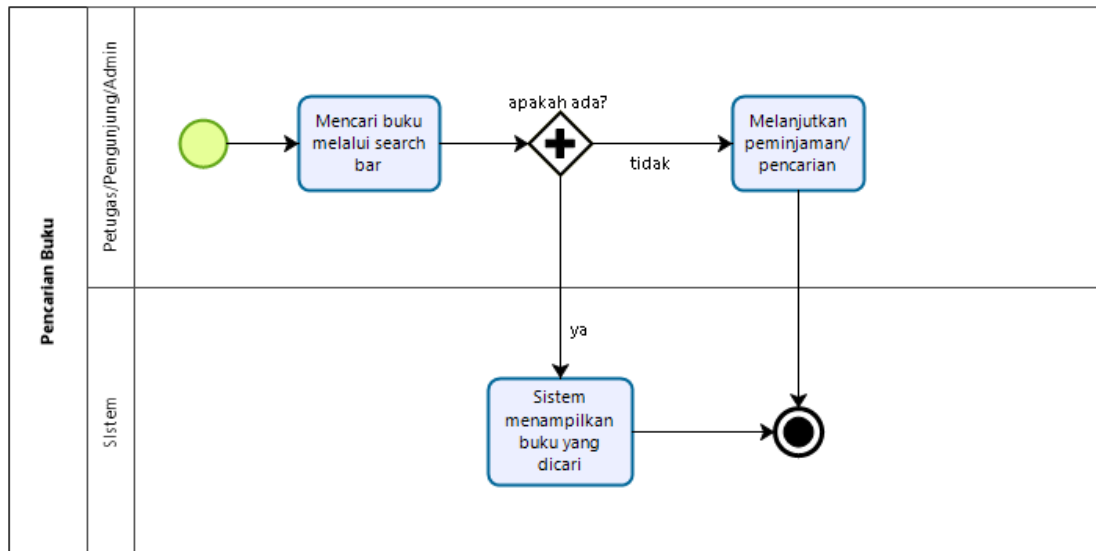 Pencarian Buku
Petugas/Pengunjung/Admin
Mencari buku
melalui search
bar
apakah ada?
tidak
Melanjutkan
peminjaman/
pencarian
SIstem
ya
Sistem
menampilkan
buku yang
dicari